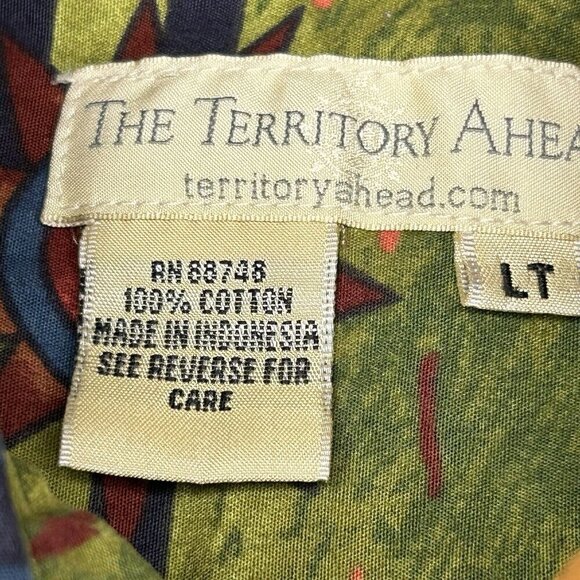 THE TERRITORY AHEA
territoryahead.com
LT
RN 88748
100% COTTON
MADE IN INDONESIA
SEE REVERSE FOR
CARE